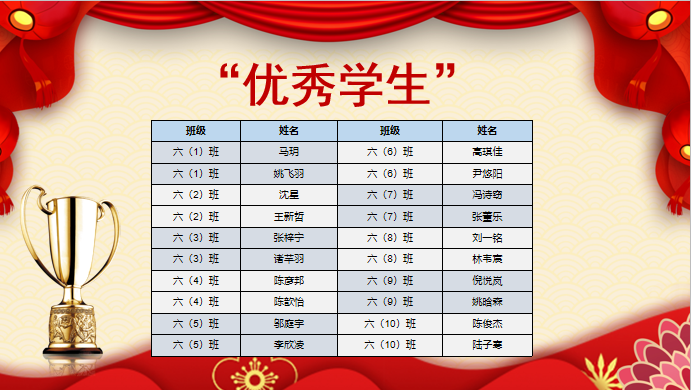 “优秀学生”
班级 姓名 班级 姓名
六（1）班 马玥 六（6）班 高琪佳
六（1）班 姚飞羽 六（6）班 尹悠阳
六（2）班 沈星 六（7）班 冯诗窈
六（2）班 王新哲 六（7）班 张董乐
六（3）班 张梓宁 六（8）班 刘一铭
六（3）班 诸芊羽 六（8）班 林韦宸
六（4）班 陈彦邦 六（9）班 倪悦岚
六（4）班 陈歆怡 六（9）班 姚晗森
六（5）班 邬庭宇 六（10）班 陈俊杰
六（5）班 李欣凌 六（10）班 陆子骞